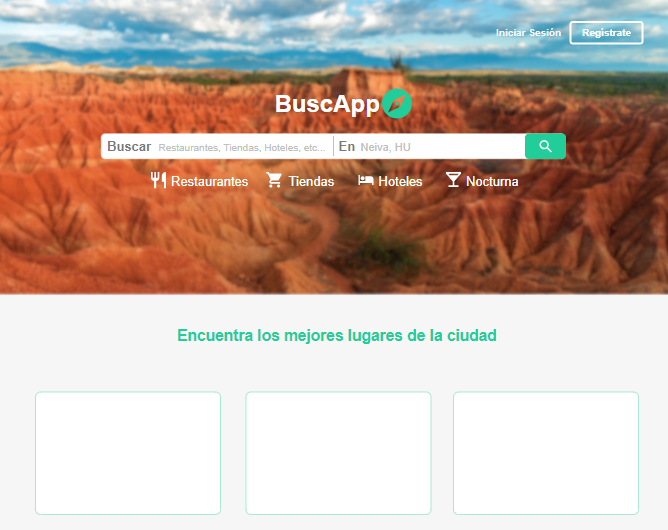 Iniciar Sesión
Registrate
BuscApp
Buscar Restaurantes, Tiendas, Hoteles, etc... En Neiva, HU
Restaurantes Tiendas Hoteles Nocturna
Encuentra los mejores lugares de la ciudad